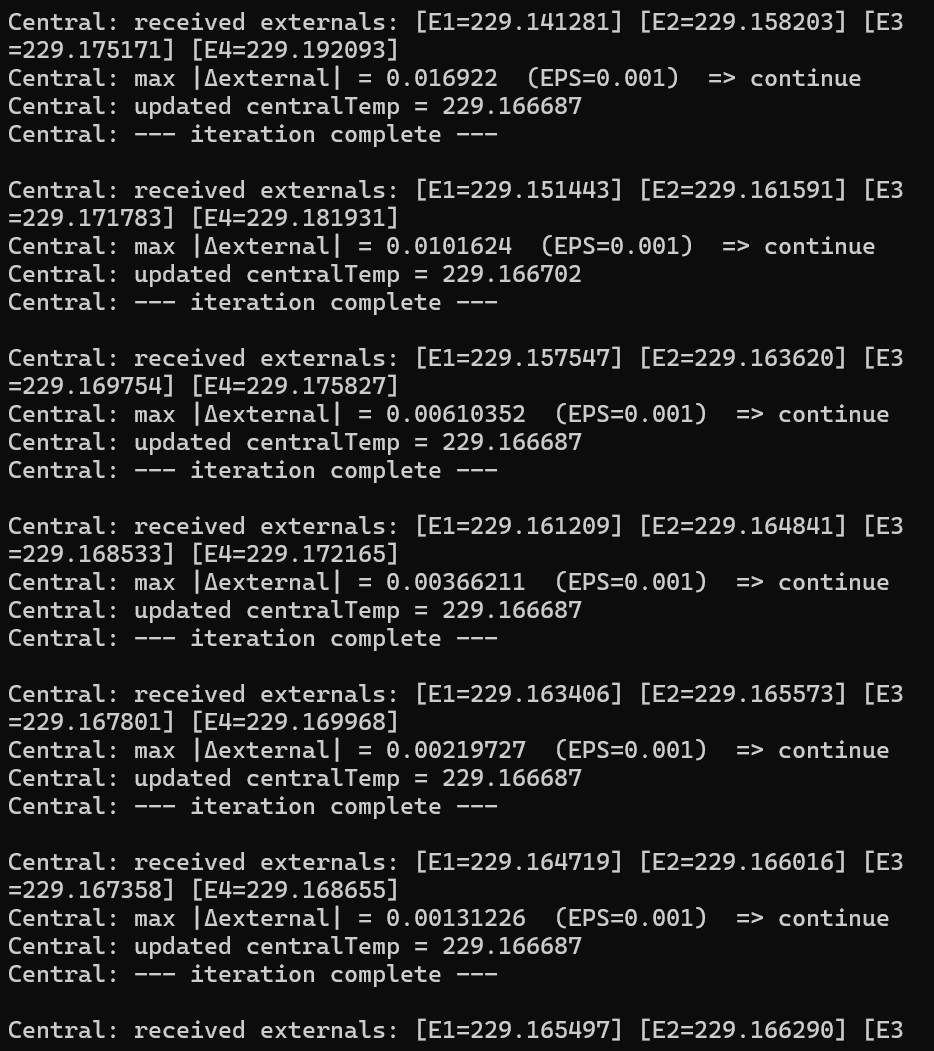 Central: received externals: [E1=229.141281] [E2=229.158203] [E3
=229.175171] [E4=229.192093]
Central: max |Δexternal| = 0.016922  (EPS=0.001)  => continue
Central: updated centralTemp = 229.166687
Central: --- iteration complete ---

Central: received externals: [E1=229.151443] [E2=229.161591] [E3
=229.171783] [E4=229.181931]
Central: max |Δexternal| = 0.0101624  (EPS=0.001)  => continue
Central: updated centralTemp = 229.166702
Central: --- iteration complete ---

Central: received externals: [E1=229.157547] [E2=229.163620] [E3
=229.169754] [E4=229.175827]
Central: max |Δexternal| = 0.00610352  (EPS=0.001)  => continue
Central: updated centralTemp = 229.166687
Central: --- iteration complete ---

Central: received externals: [E1=229.161209] [E2=229.164841] [E3
=229.168533] [E4=229.172165]
Central: max |Δexternal| = 0.00366211  (EPS=0.001)  => continue
Central: updated centralTemp = 229.166687
Central: --- iteration complete ---

Central: received externals: [E1=229.163406] [E2=229.165573] [E3
=229.167801] [E4=229.169968]
Central: max |Δexternal| = 0.00219727  (EPS=0.001)  => continue
Central: updated centralTemp = 229.166687
Central: --- iteration complete ---

Central: received externals: [E1=229.164719] [E2=229.166016] [E3
=229.167358] [E4=229.168655]
Central: max |Δexternal| = 0.00131226  (EPS=0.001)  => continue
Central: updated centralTemp = 229.166687
Central: --- iteration complete ---

Central: received externals: [E1=229.165497] [E2=229.166290] [E3